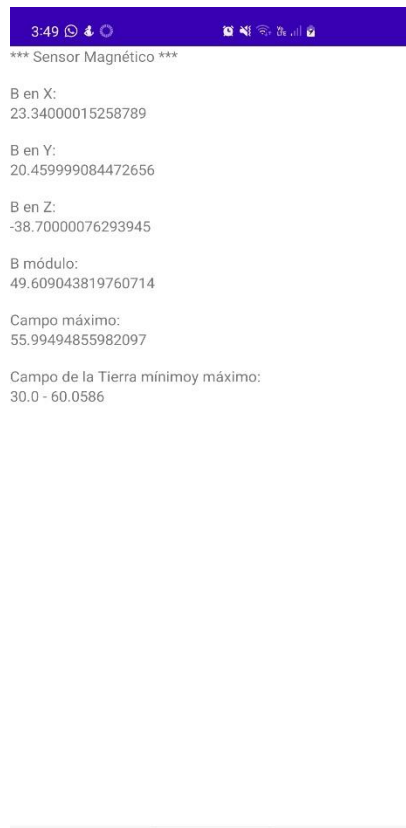 3:49
*** Sensor Magnético ***
B en X:
23.34000015258789
B en Y:
20.459999084472656
B en Z:
-38.70000076293945
B módulo:
49.609043819760714
Campo máximo:
55.99494855982097
Campo de la Tierra mínimoy máximo:
30.0 - 60.0586